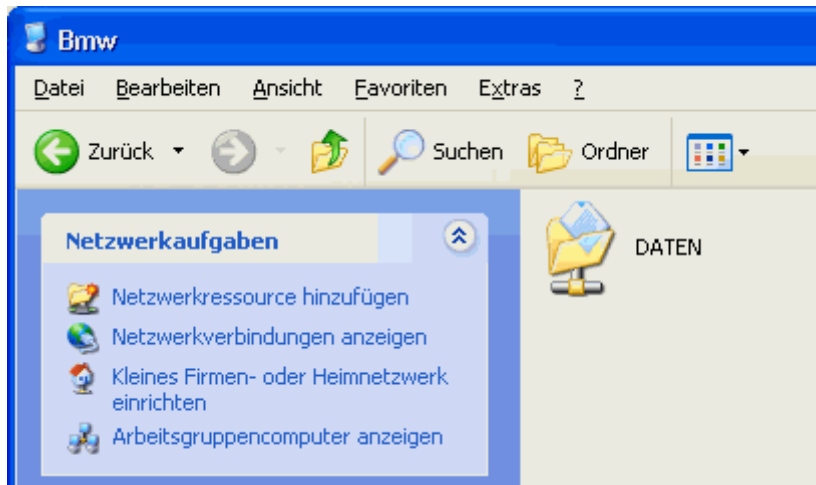 Bmw
Datei Bearbeiten Ansicht Favoriten Extras ?
Zurück Suchen Ordner
Netzwerkaufgaben
DATEN
Netzwerkressource hinzufügen
Netzwerkverbindungen anzeigen
Kleines Firmen- oder Heimnetzwerk
einrichten
Arbeitsgruppencomputer anzeigen